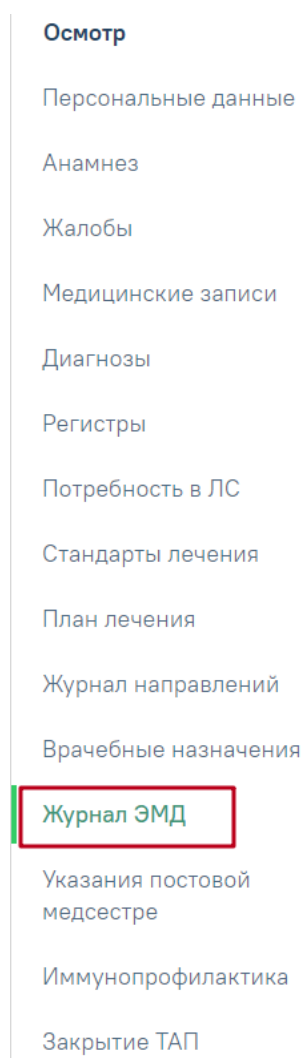 Осмотр
Персональные данные
Анамнез
Жалобы
Медицинские записи
Диагнозы
Регистры
Потребность в ЛС
Стандарты лечения
План лечения
Журнал направлений
Врачебные назначения
Журнал ЭМД
Указания постовой
медсестре
Иммунопрофилактика
Закрытие ТАП